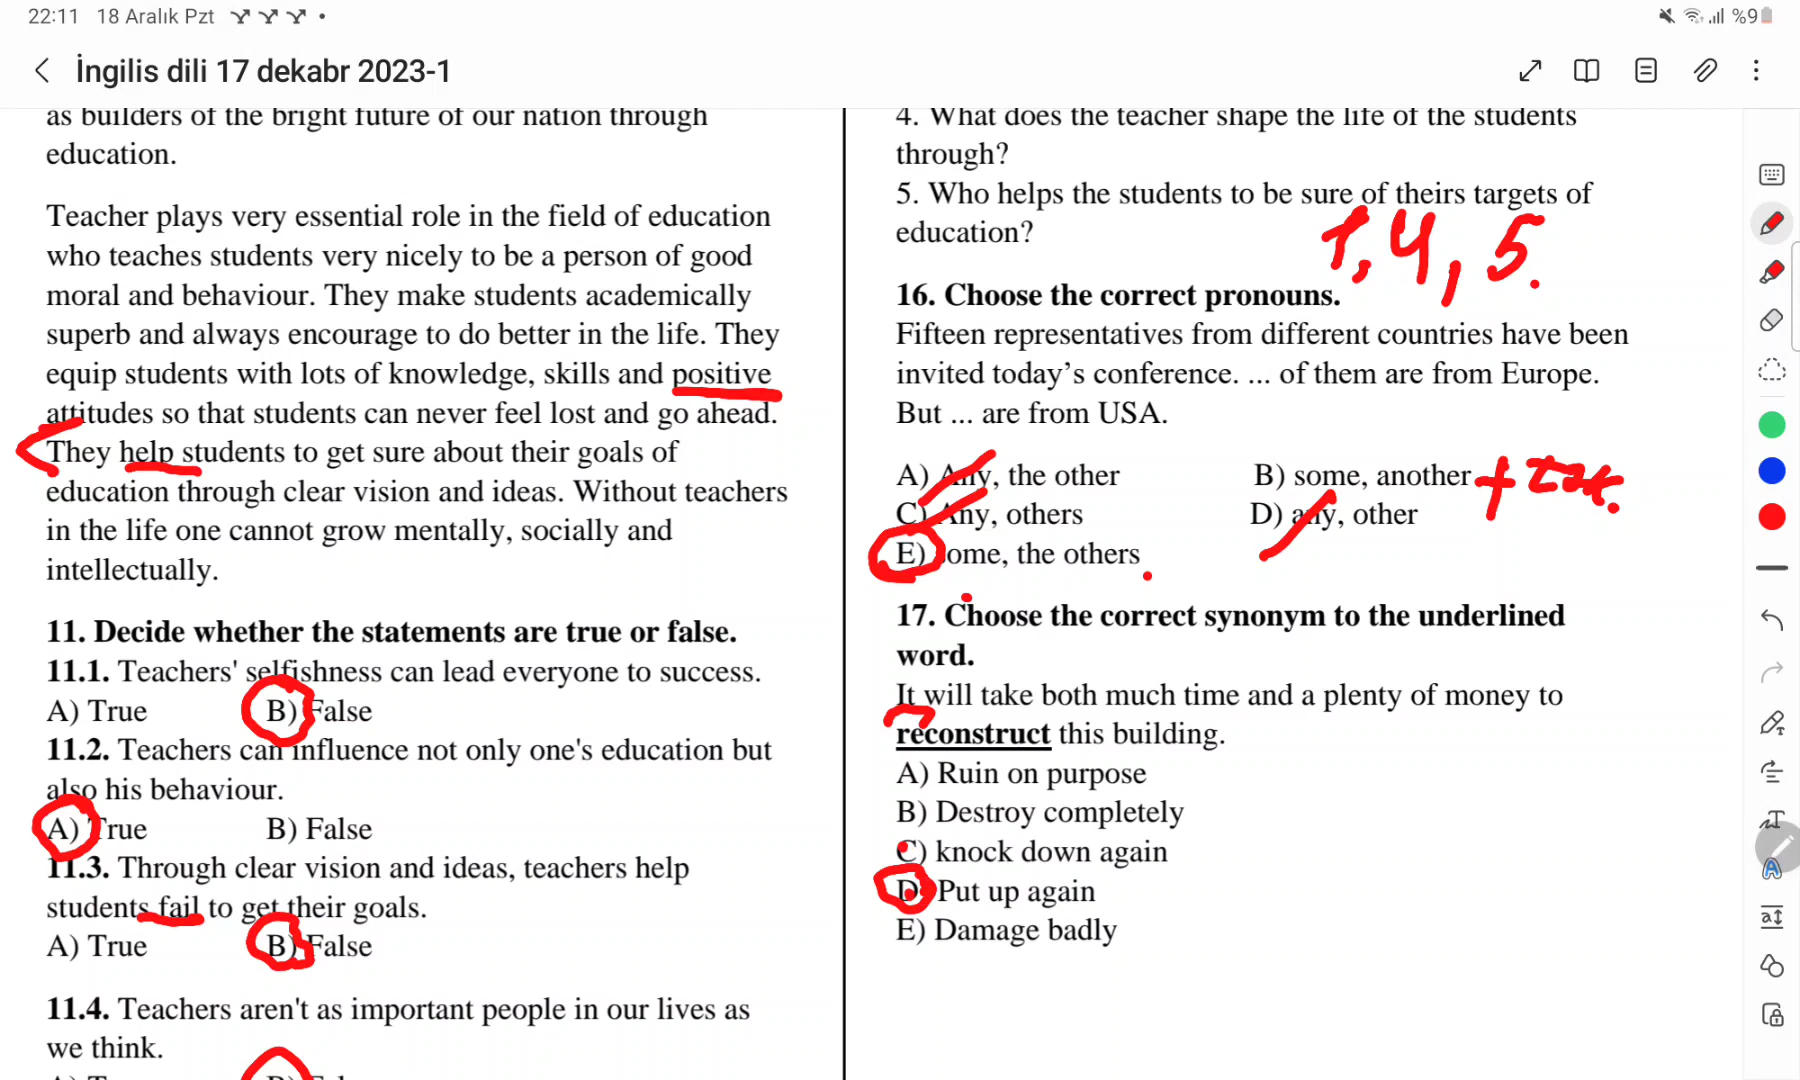 22:11 18 Aralık Pzt
%9
İngilis dili 17 dekabr 2023-1
as builders of the bright future of our nation through
education.
Teacher plays very essential role in the field of education
who teaches students very nicely to be a person of good
moral and behaviour. They make students academically
superb and always encourage to do better in the life. They
equip students with lots of knowledge, skills and positive
attitudes so that students can never feel lost and go ahead.
They help students to get sure about their goals of
education through clear vision and ideas. Without teachers
in the life one cannot grow mentally, socially and
intellectually.
11. Decide whether the statements are true or false.
11.1. Teachers' selfishness can lead everyone to success.
A) True B) False
11.2. Teachers can influence not only one's education but
also his behaviour.
A) True B) False
11.3. Through clear vision and ideas, teachers help
students fail to get their goals.
A) True B) False
11.4. Teachers aren't as important people in our lives as
we think.
4. What does the teacher shape the life of the students
through?
5. Who helps the students to be sure of theirs targets of
education?
1, 4, 5.
16. Choose the correct pronouns.
Fifteen representatives from different countries have been
invited today’s conference. ... of them are from Europe.
But ... are from USA.
A) Any, the other B) some, another
C) Any, others D) any, other
E) some, the others
17. Choose the correct synonym to the underlined
word.
It will take both much time and a plenty of money to
reconstruct this building.
A) Ruin on purpose
B) Destroy completely
C) knock down again
D) Put up again
E) Damage badly